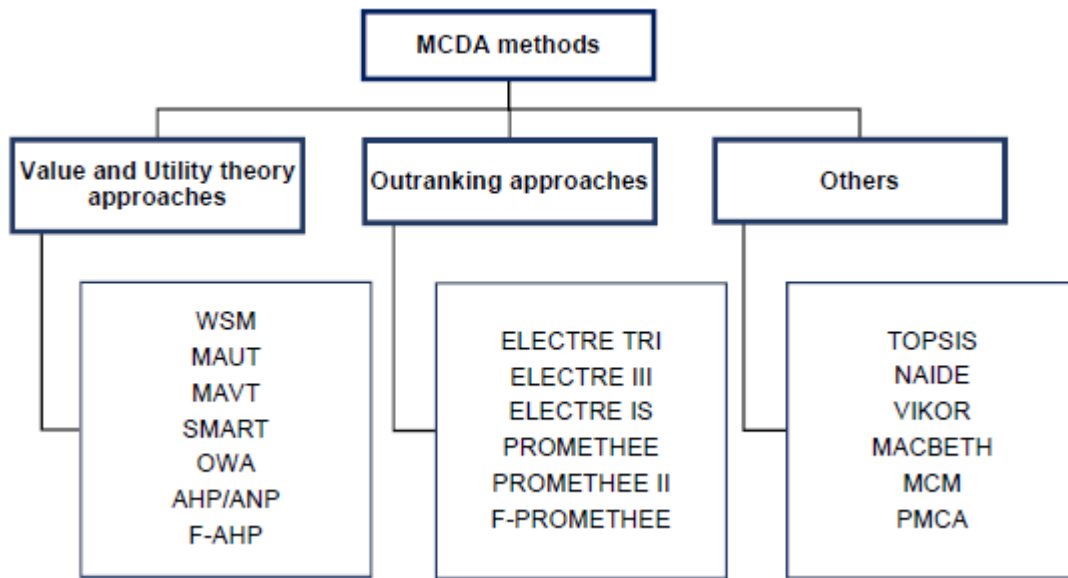 MCDA methods
Value and Utility theory
approaches
Outranking approaches
Others
WSM
MAUT
MAVT
SMART
OWA
AHP/ANP
F-AHP
ELECTRE TRI
ELECTRE III
ELECTRE IS
PROMETHEE
PROMETHEE II
F-PROMETHEE
TOPSIS
NAIDE
VIKOR
MACBETH
MCM
PMCA